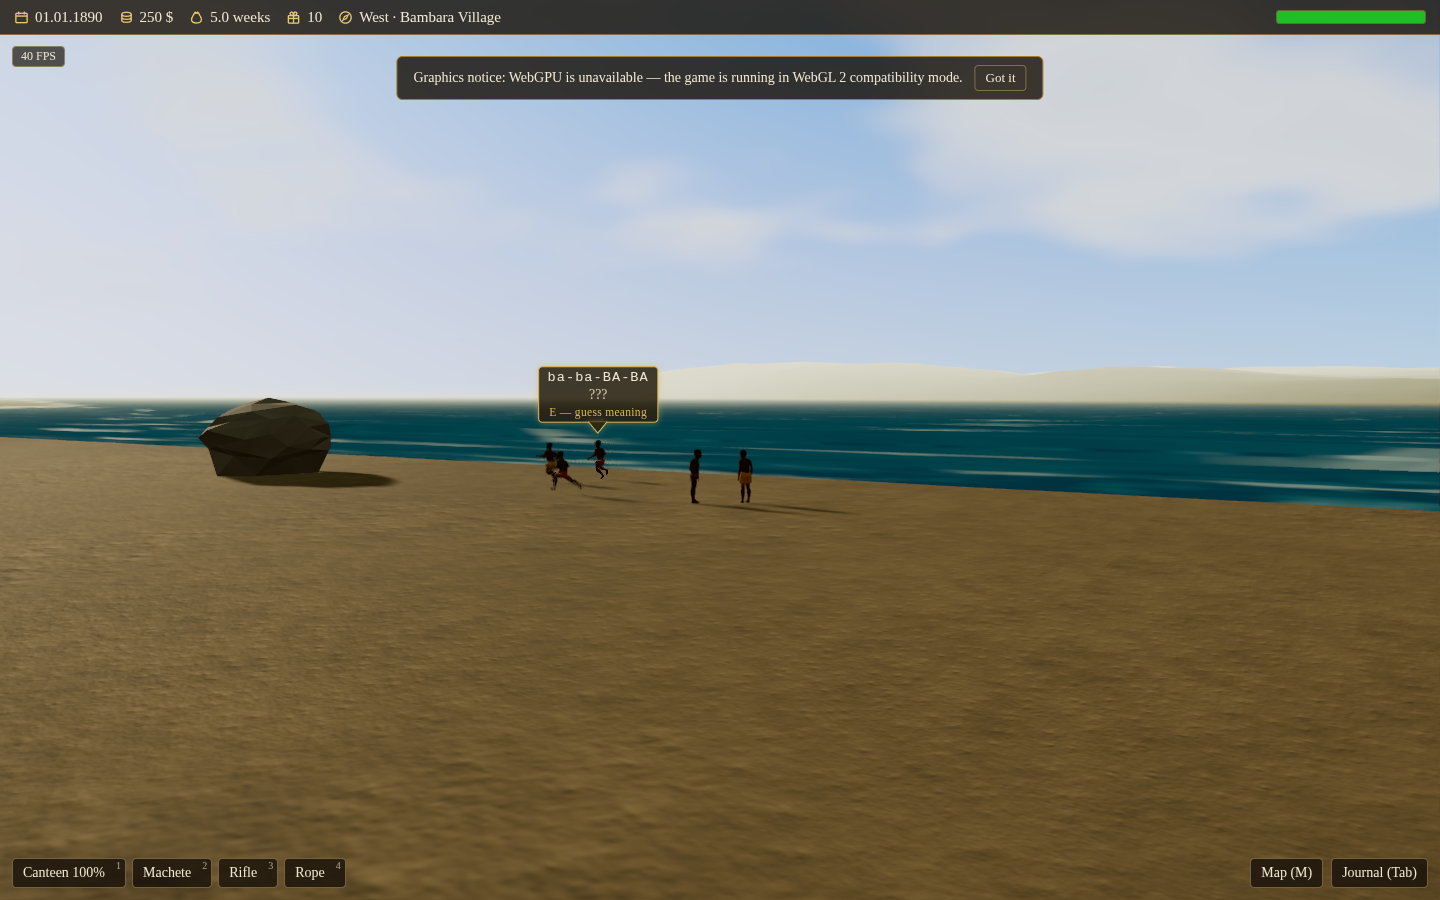 01.01.1890 250 $ 5.0 weeks 10 West · Bambara Village
40 FPS
Graphics notice: WebGPU is unavailable — the game is running in WebGL 2 compatibility mode. Got it
ba-ba-BA-BA
???
E — guess meaning
Canteen 100% 1 Machete 2 Rifle 3 Rope 4 Map (M) Journal (Tab)